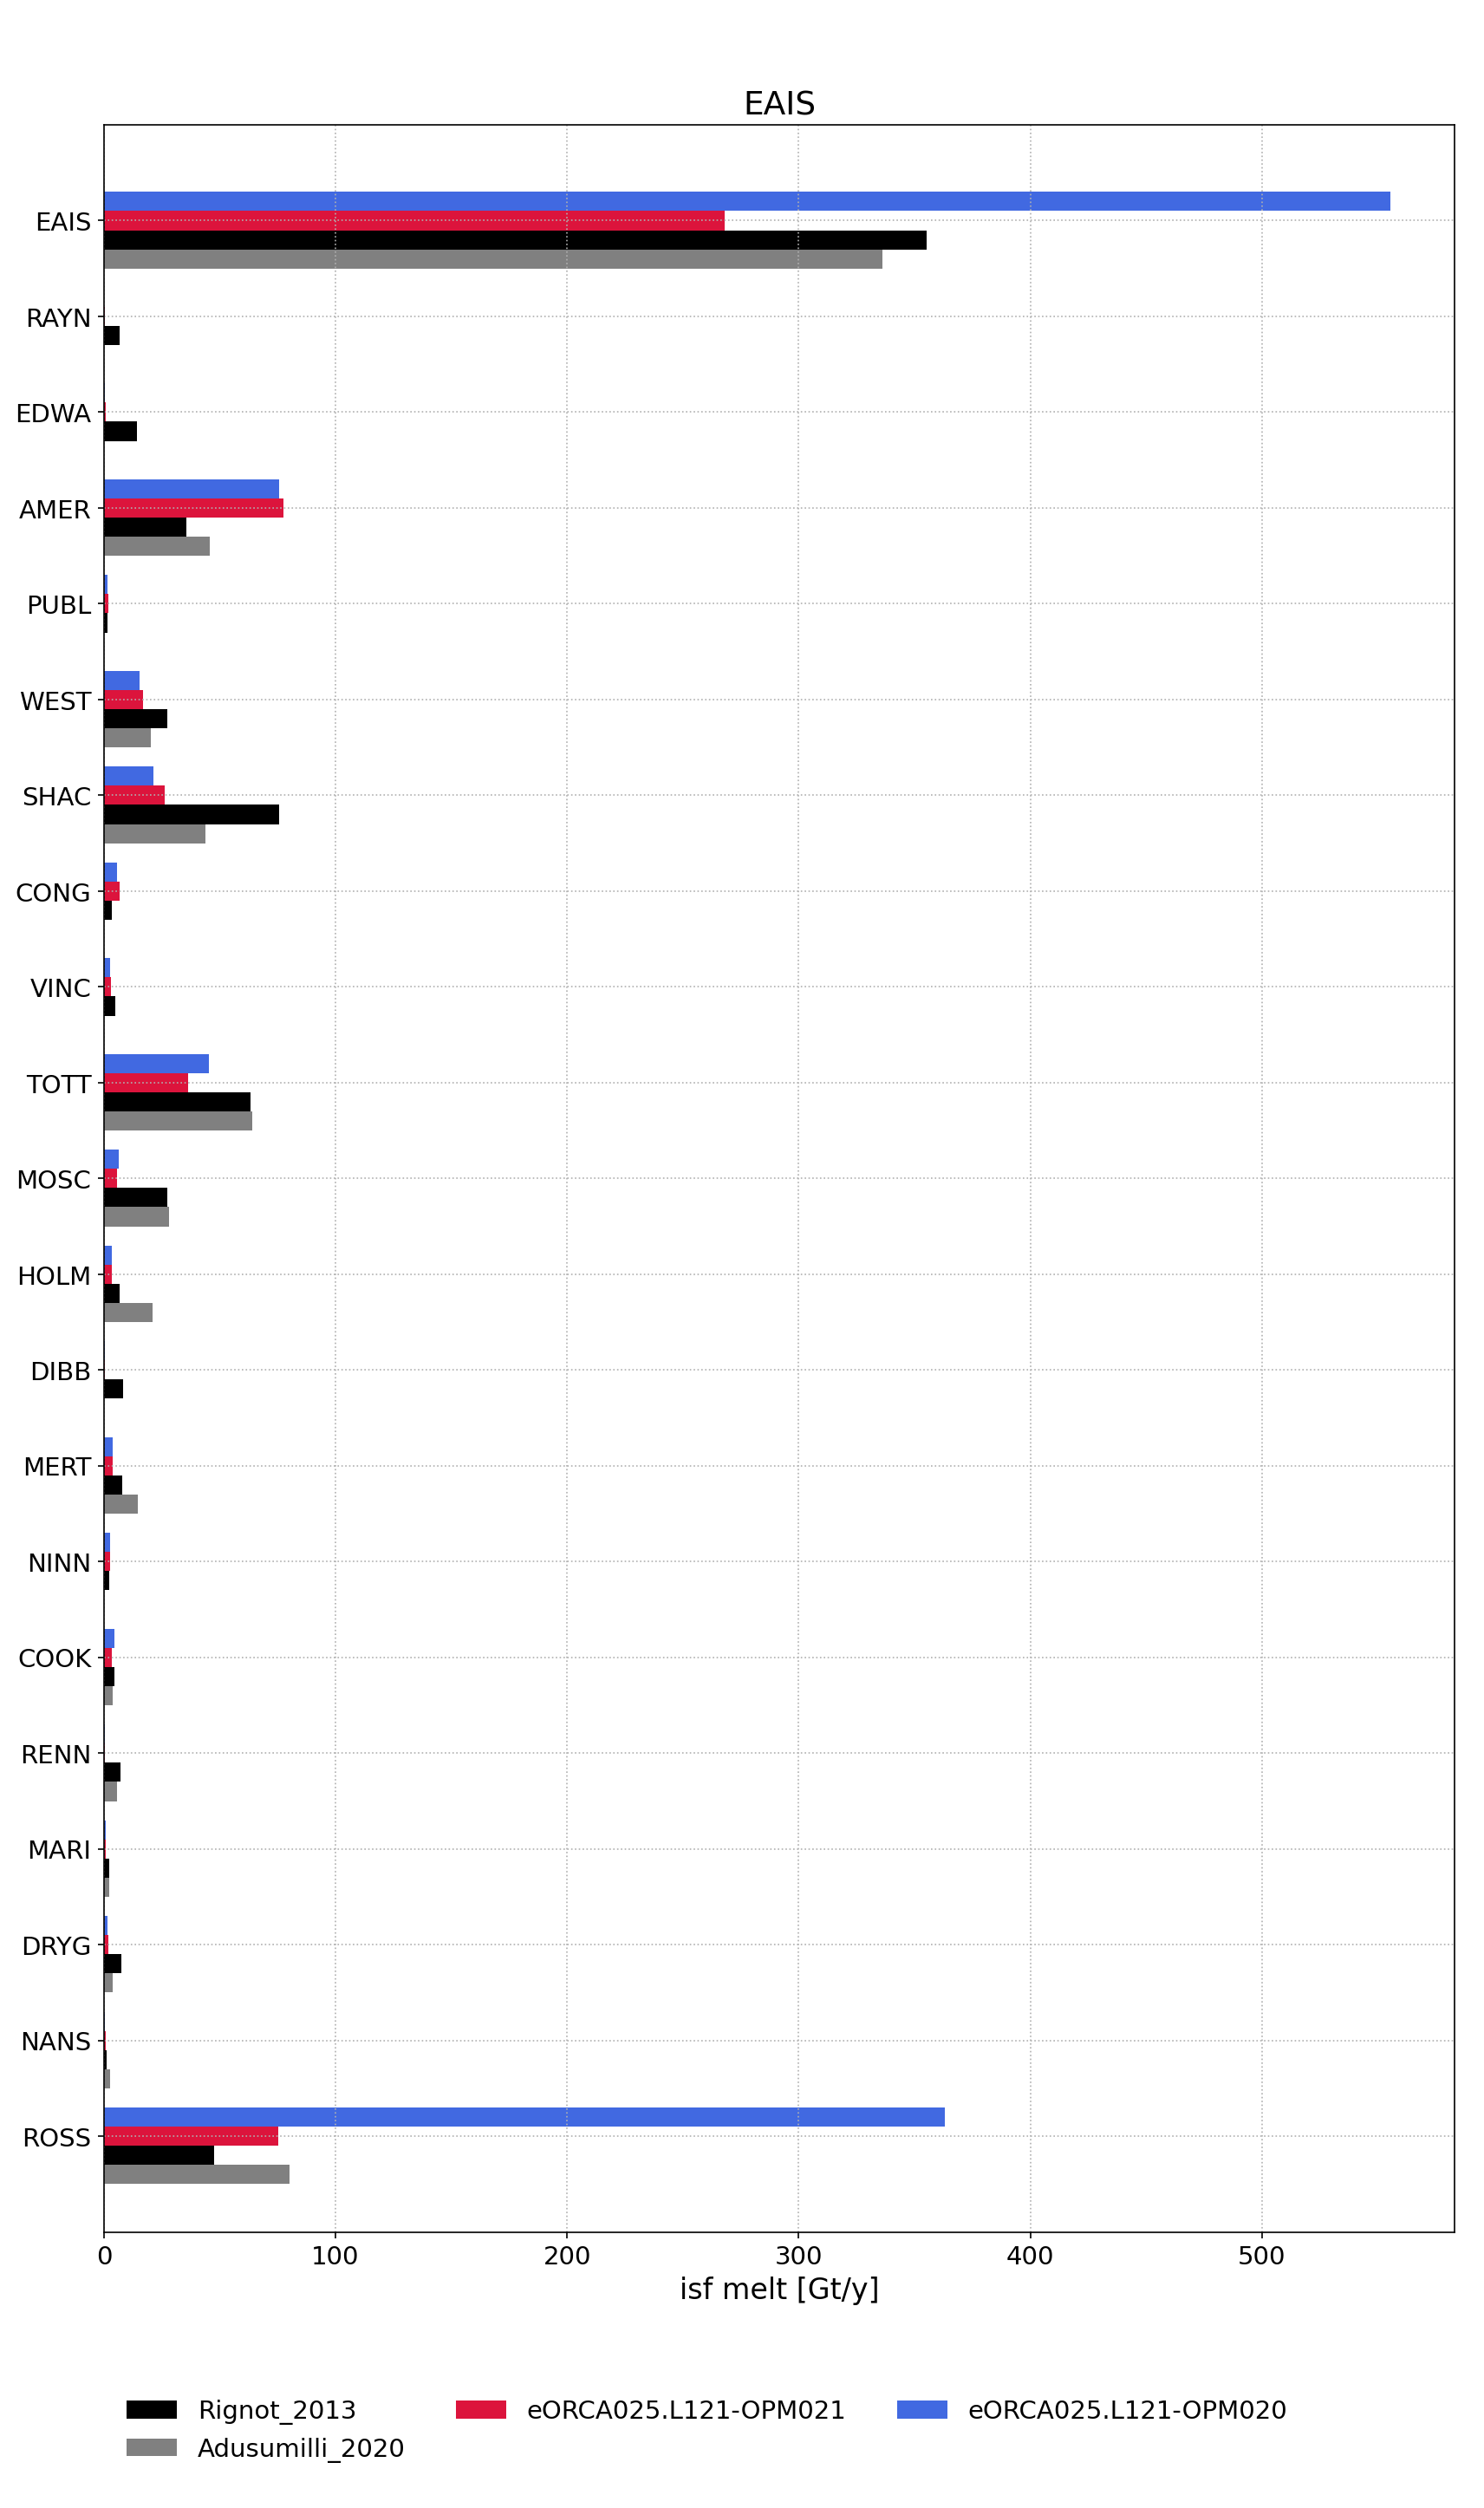 EAIS
EAIS
RAYN
EDWA
AMER
PUBL
WEST
SHAC
CONG
VINC
TOTT
MOSC
HOLM
DIBB
MERT
NINN
COOK
RENN
MARI
DRYG
NANS
ROSS
0 100 200 300 400 500
isf melt [Gt/y]
Rignot_2013 eORCA025.L121-OPM021 eORCA025.L121-OPM020
Adusumilli_2020